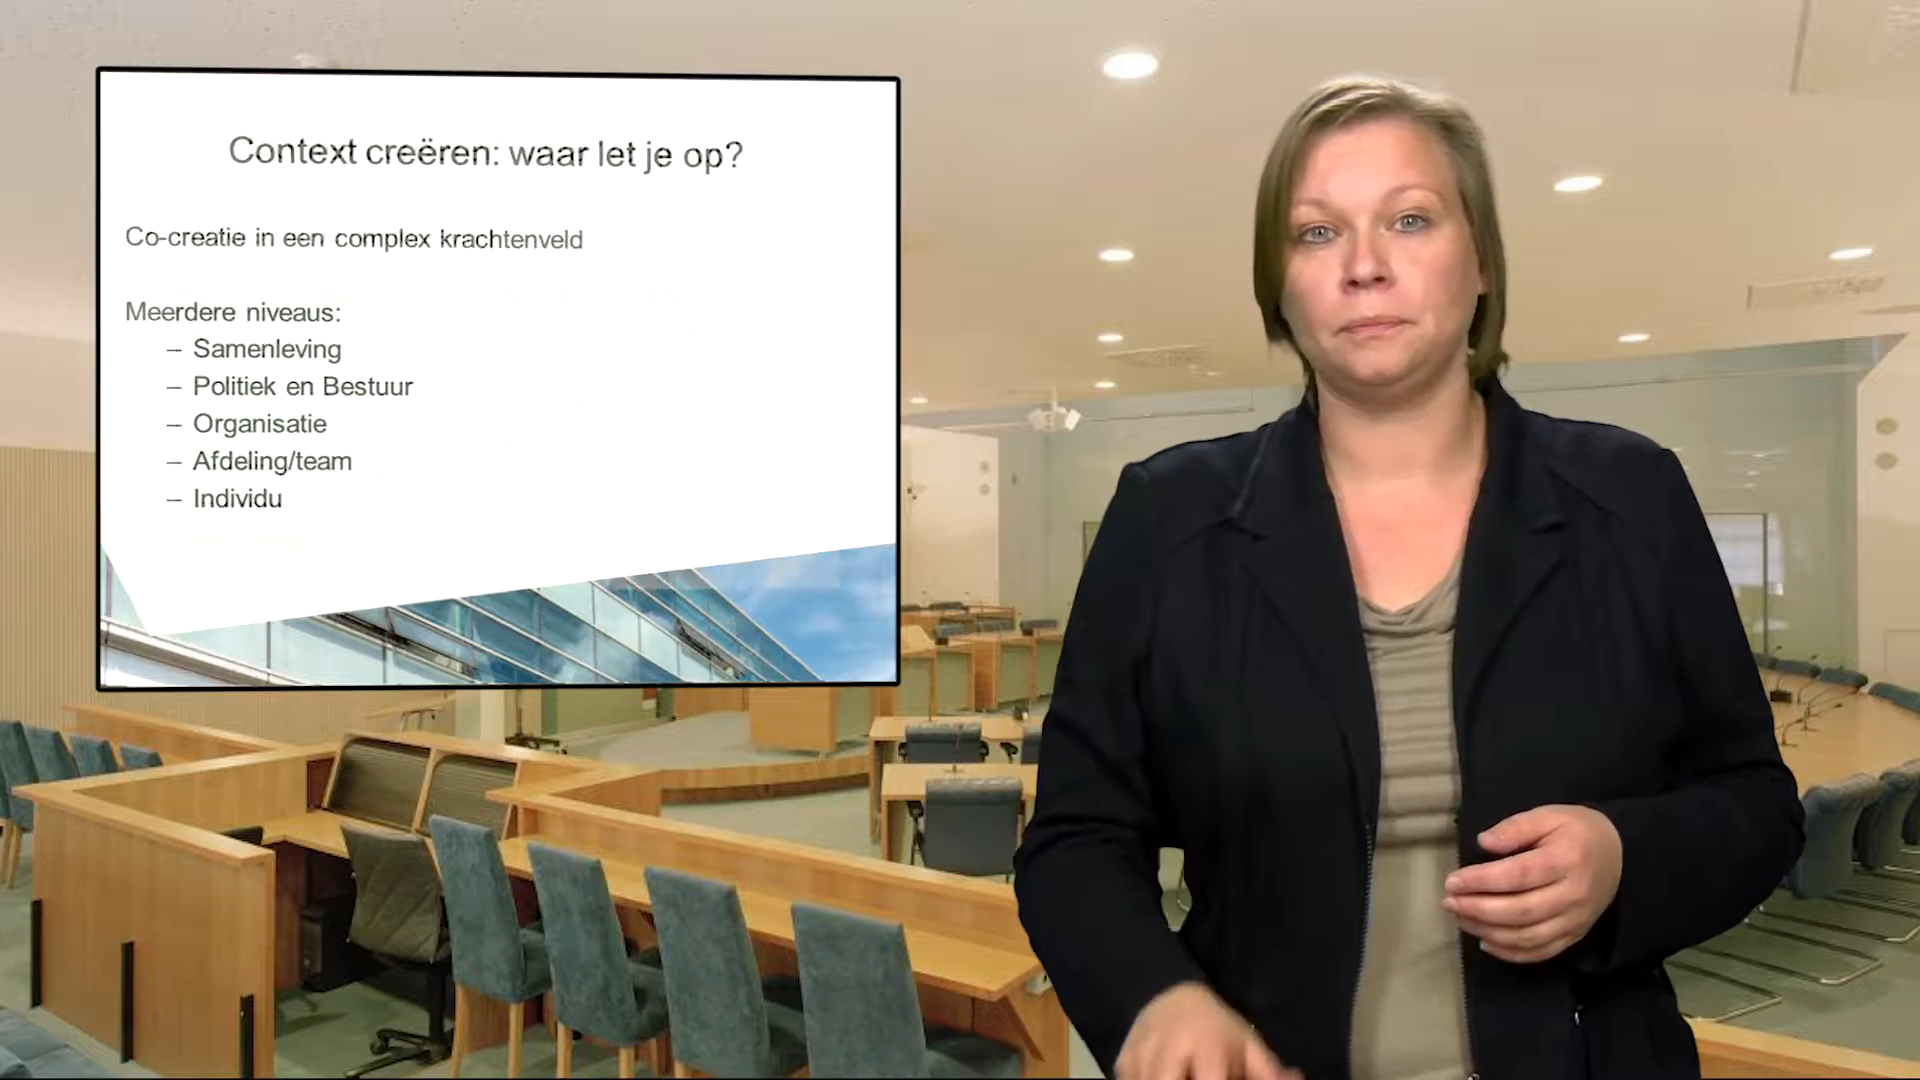 Context creëren: waar let je op?
Co-creatie in een complex krachtenveld
Meerdere niveaus:
– Samenleving
– Politiek en Bestuur
– Organisatie
– Afdeling/team
– Individu